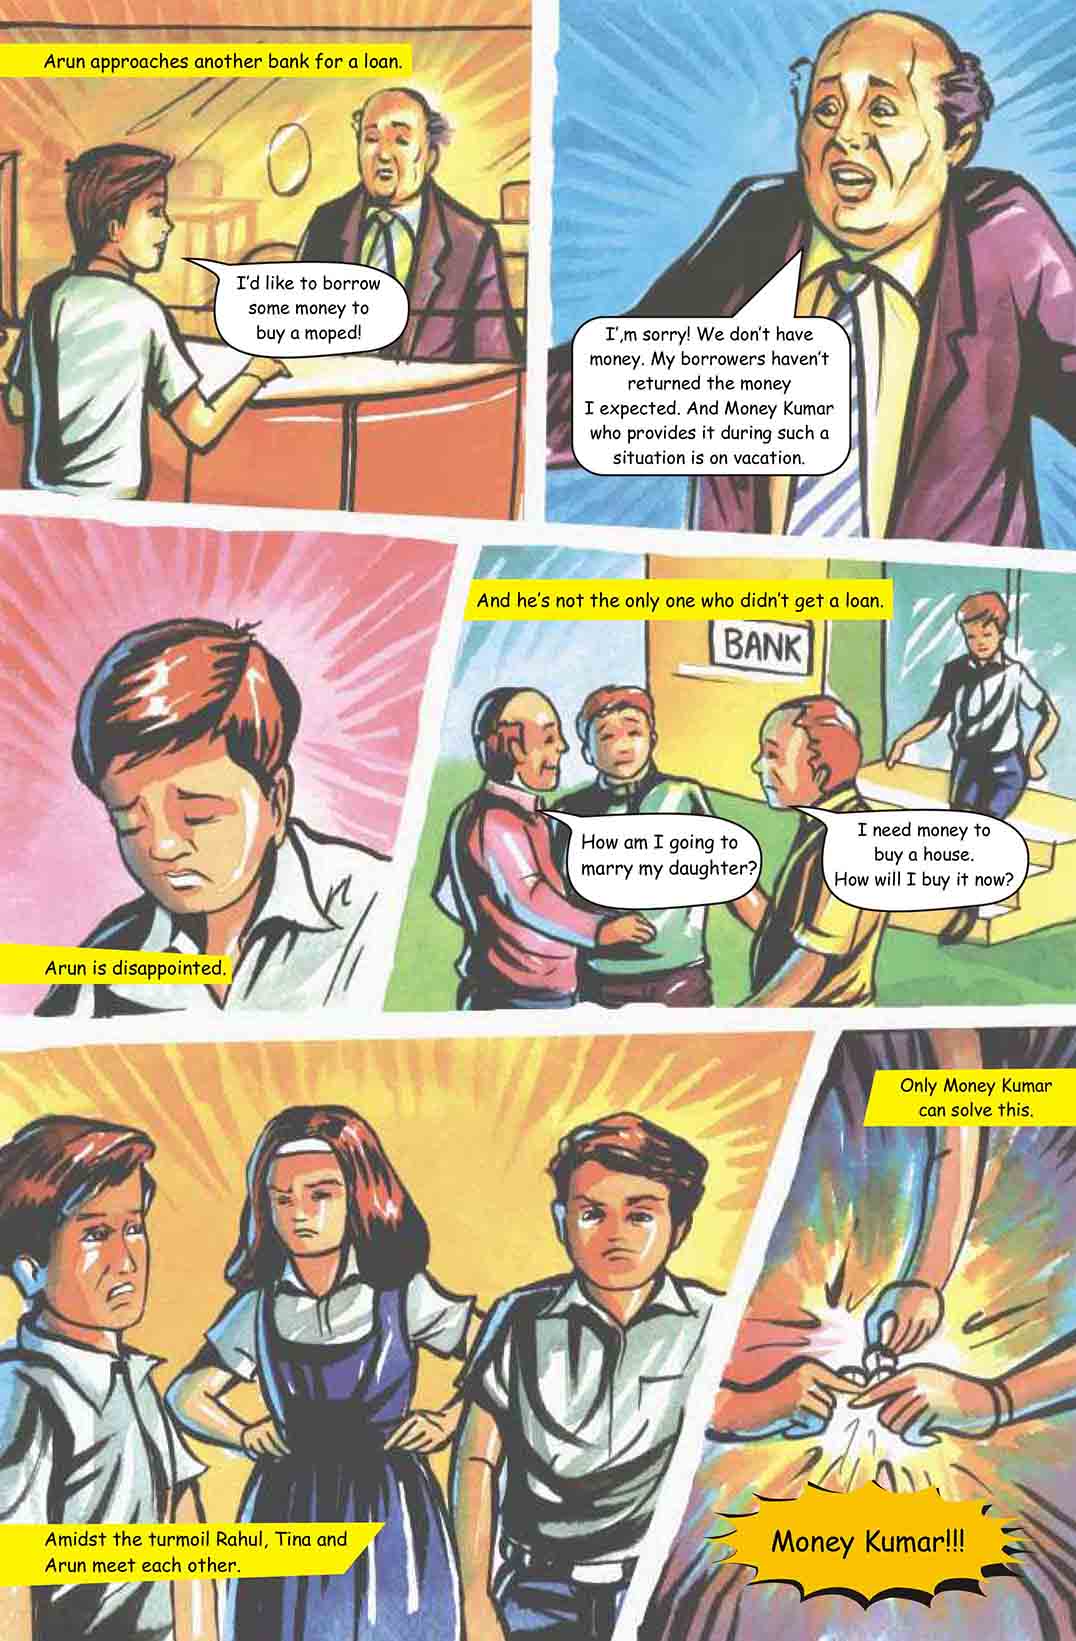 Arun approaches another bank for a loan.
I'd like to borrow
some money to
buy a moped!
I',m sorry! We don't have
money. My borrowers haven't
returned the money
I expected. And Money Kumar
who provides it during such a
situation is on vacation.
Arun is disappointed.
And he's not the only one who didn't get a loan.
BANK
How am I going to
marry my daughter?
I need money to
buy a house.
How will I buy it now?
Amidst the turmoil Rahul, Tina and
Arun meet each other.
Only Money Kumar
can solve this.
Money Kumar!!!